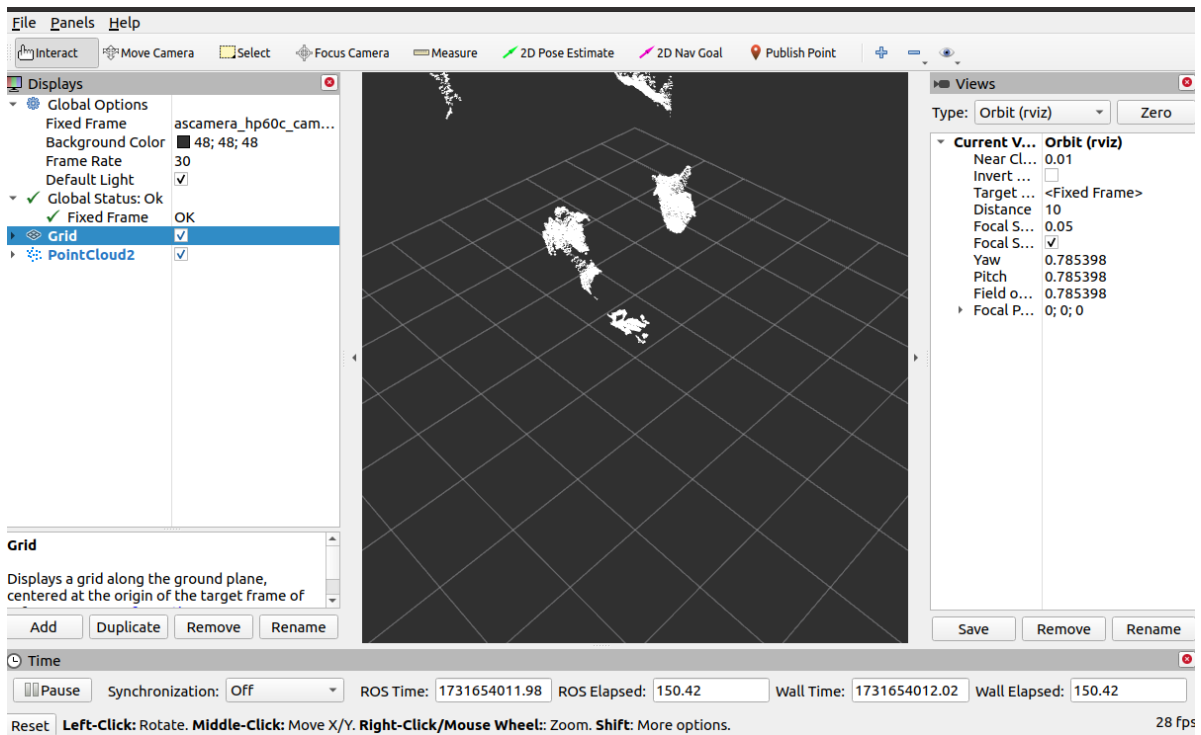 File Panels Help
Interact Move Camera Select Focus Camera Measure 2D Pose Estimate 2D Nav Goal Publish Point
Displays
Global Options
Fixed Frame ascamera_hp60c_cam...
Background Color 48; 48; 48
Frame Rate 30
Default Light
Global Status: Ok
Fixed Frame OK
Grid
PointCloud2
Grid
Displays a grid along the ground plane,
centered at the origin of the target frame of
Add Duplicate Remove Rename
Views
Type: Orbit (rviz) Zero
Current V... Orbit (rviz)
Near Cl... 0.01
Invert ...
Target ... <Fixed Frame>
Distance 10
Focal S... 0.05
Focal S...
Yaw 0.785398
Pitch 0.785398
Field o... 0.785398
Focal P... 0; 0; 0
Save Remove Rename
Time
Pause Synchronization: Off ROS Time: 1731654011.98 ROS Elapsed: 150.42 Wall Time: 1731654012.02 Wall Elapsed: 150.42
Reset Left-Click: Rotate. Middle-Click: Move X/Y. Right-Click/Mouse Wheel:: Zoom. Shift: More options. 28 fps